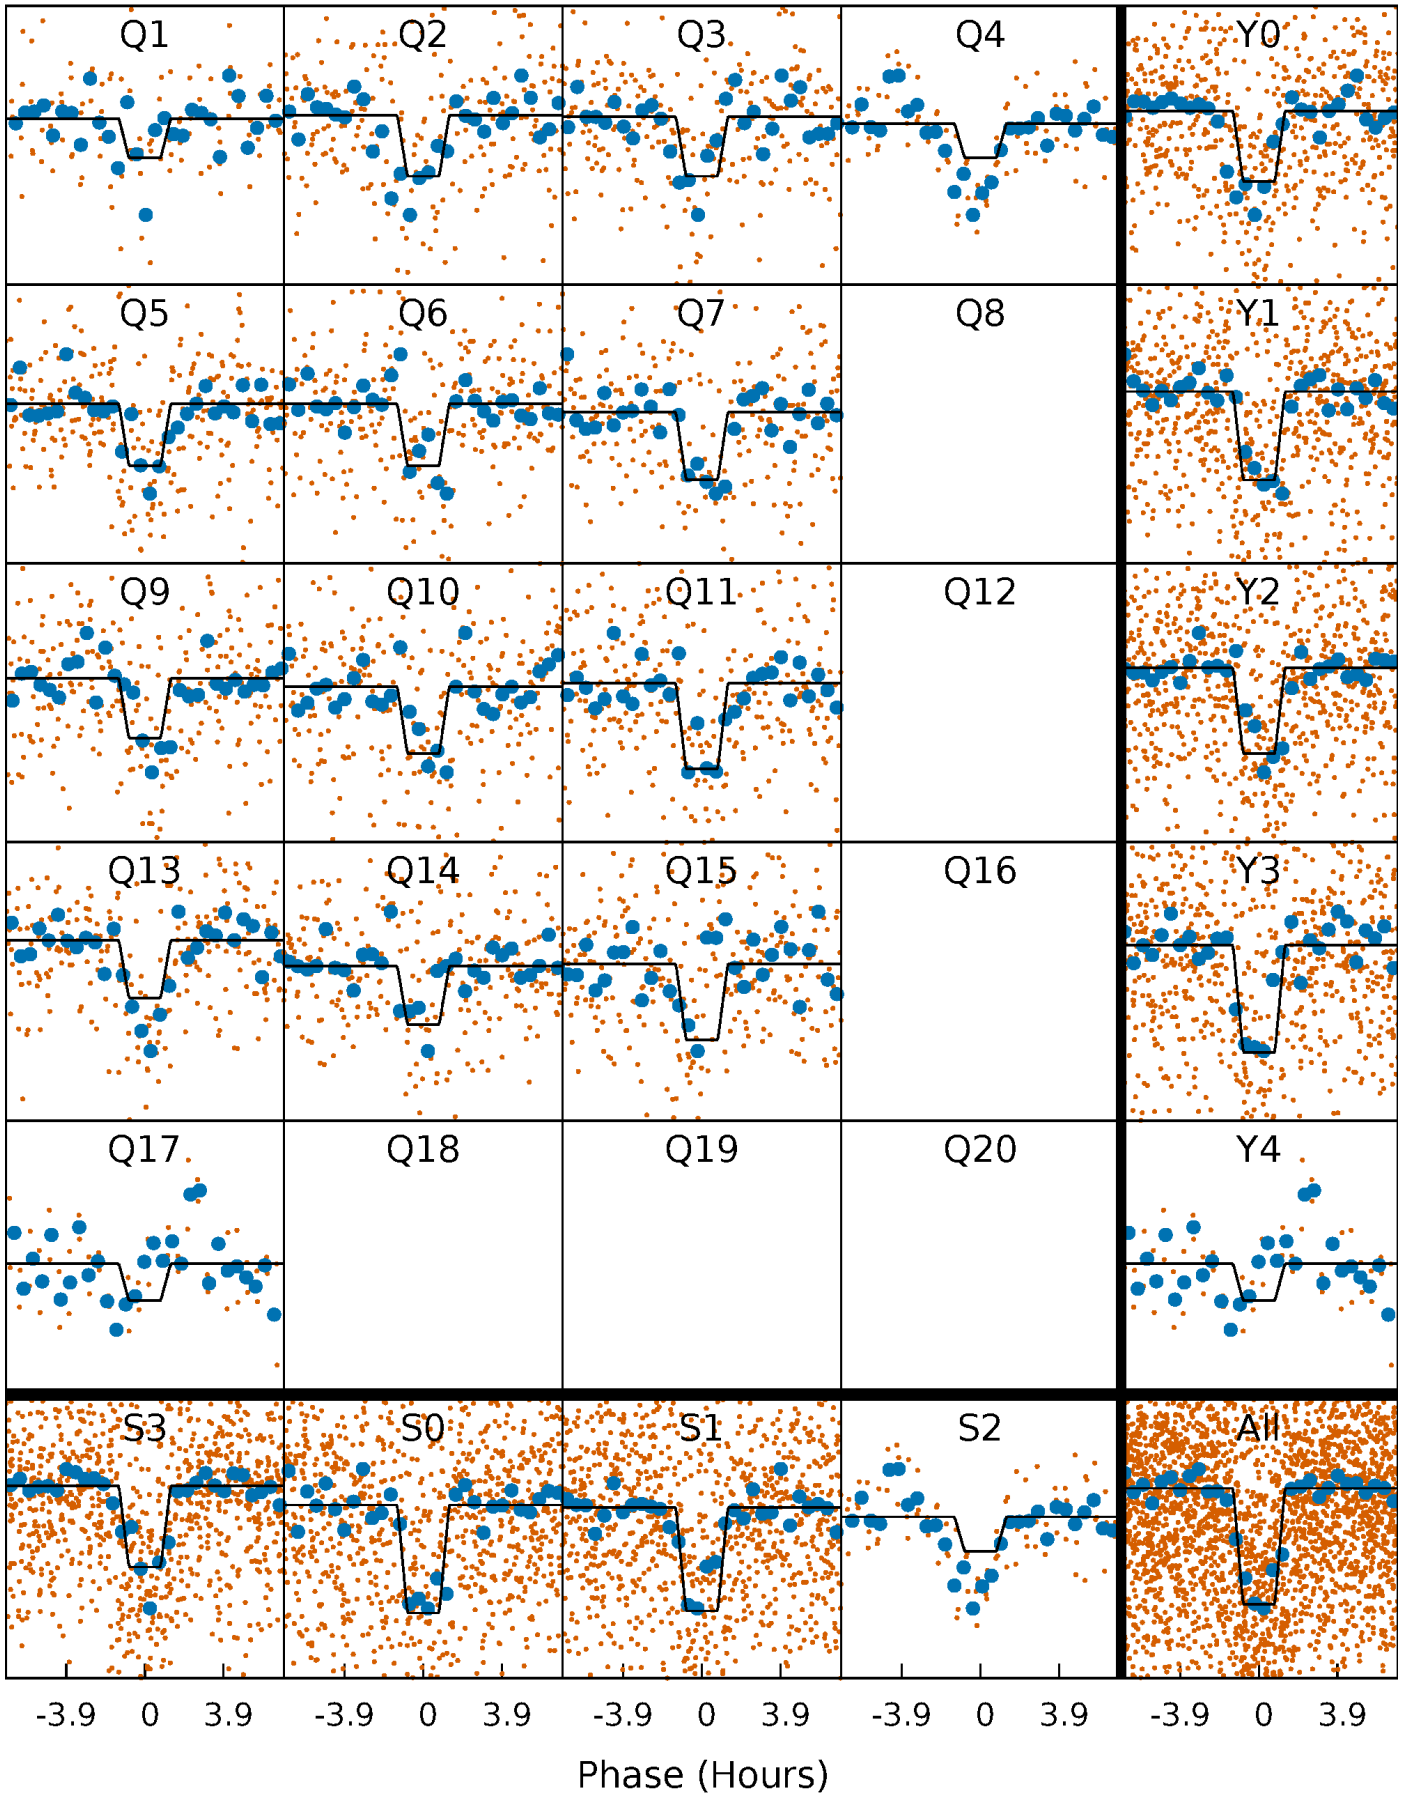 Q1 Q2 Q3 Q4 Y0
Q5 Q6 Q7 Q8 Y1
Q9 Q10 Q11 Q12 Y2
Q13 Q14 Q15 Q16 Y3
Q17 Q18 Q19 Q20 Y4
S3 S0 S1 S2 All
-3.9 0 3.9 -3.9 0 3.9 -3.9 0 3.9 -3.9 0 3.9 -3.9 0 3.9
Phase (Hours)